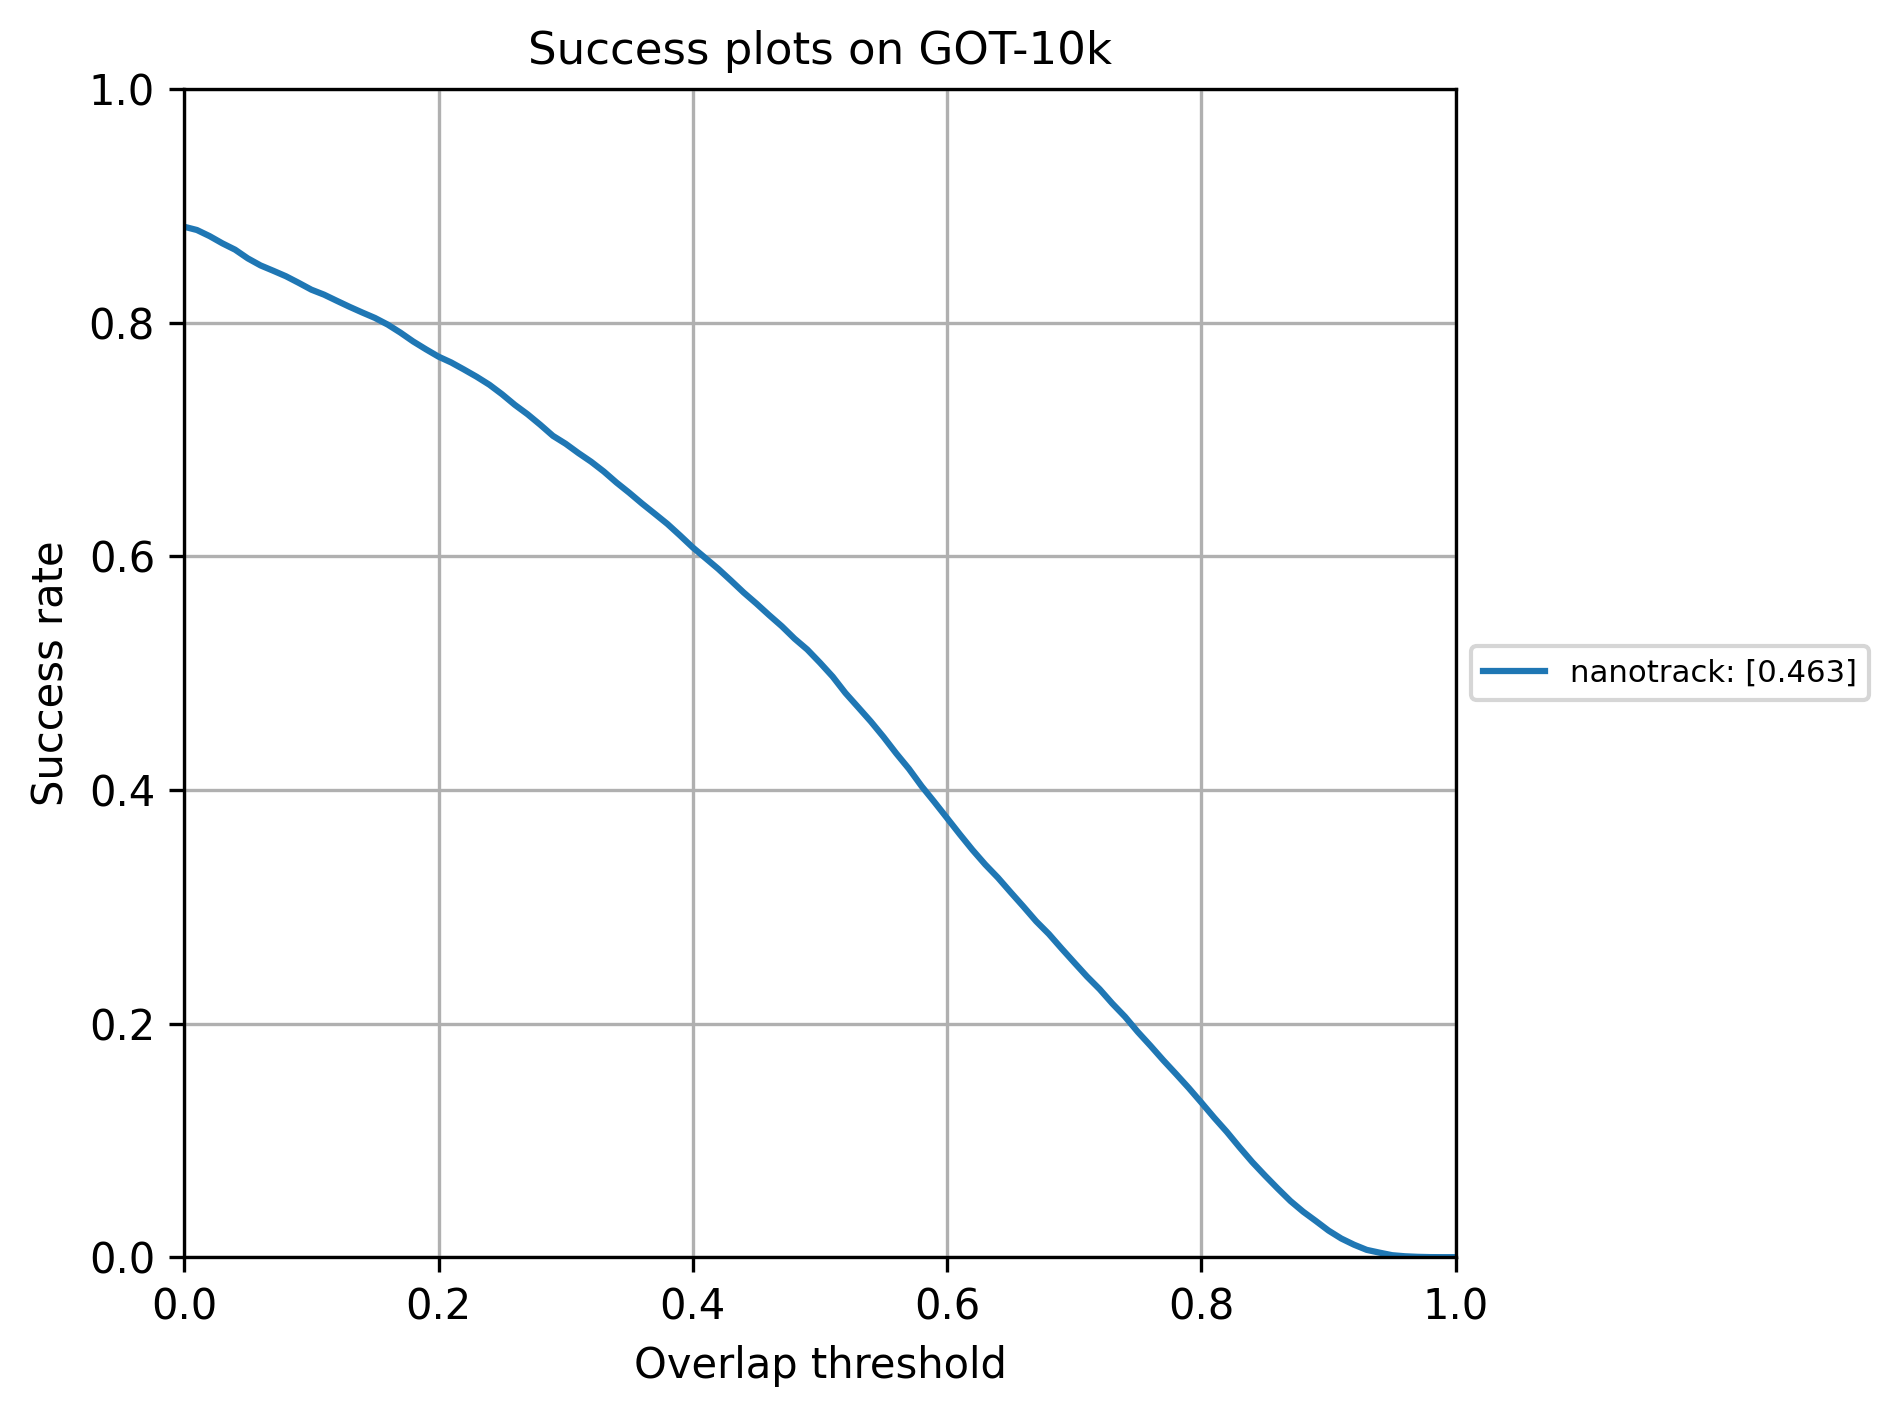 Success plots on GOT-10k
1.0
0.8
0.6
0.4
0.2
0.0
Success rate
0.0 0.2 0.4 0.6 0.8 1.0
Overlap threshold
nanotrack: [0.463]